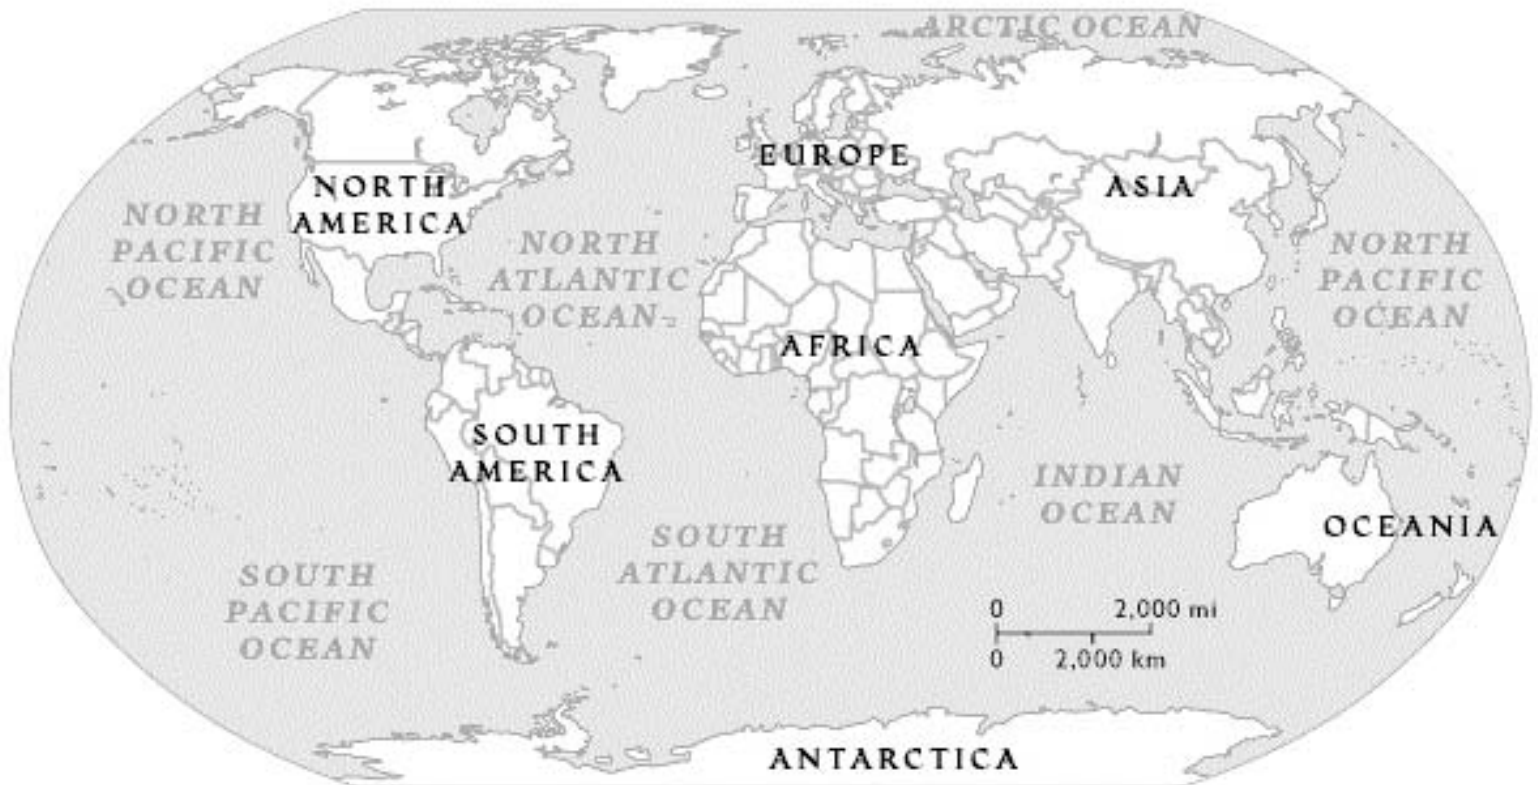 ARCTIC OCEAN
EUROPE
ASIA
NORTH
AMERICA
NORTH
PACIFIC
OCEAN
NORTH
ATLANTIC
OCEAN
NORTH
PACIFIC
OCEAN
AFRICA
SOUTH
AMERICA
INDIAN
OCEAN
OCEANIA
SOUTH
ATLANTIC
OCEAN
SOUTH
PACIFIC
OCEAN
0 2,000 mi
0 2,000 km
ANTARCTICA